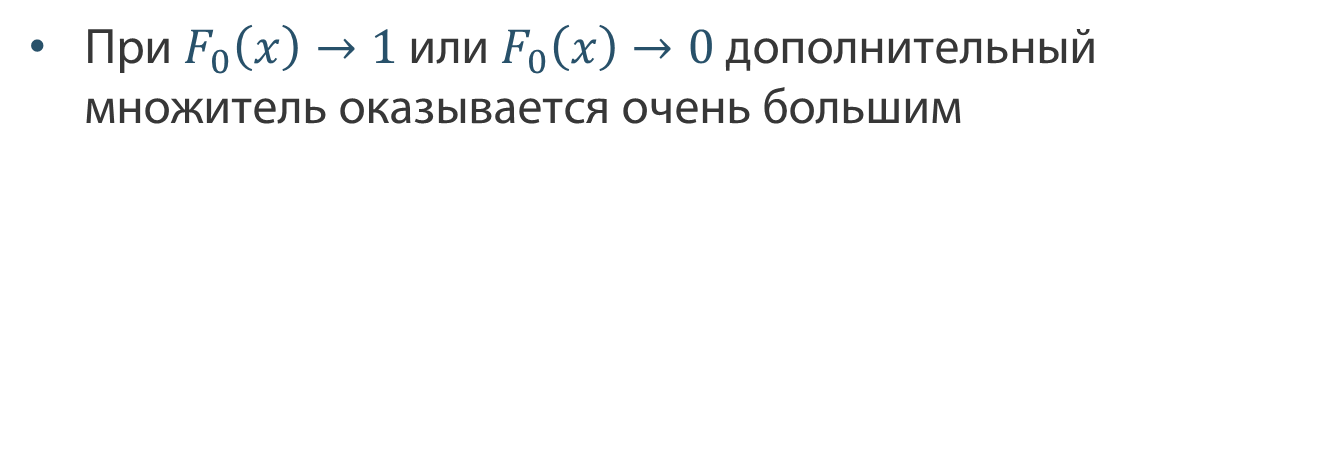 • При F₀(x) → 1 или F₀(x) → 0 дополнительный
множитель оказывается очень большим